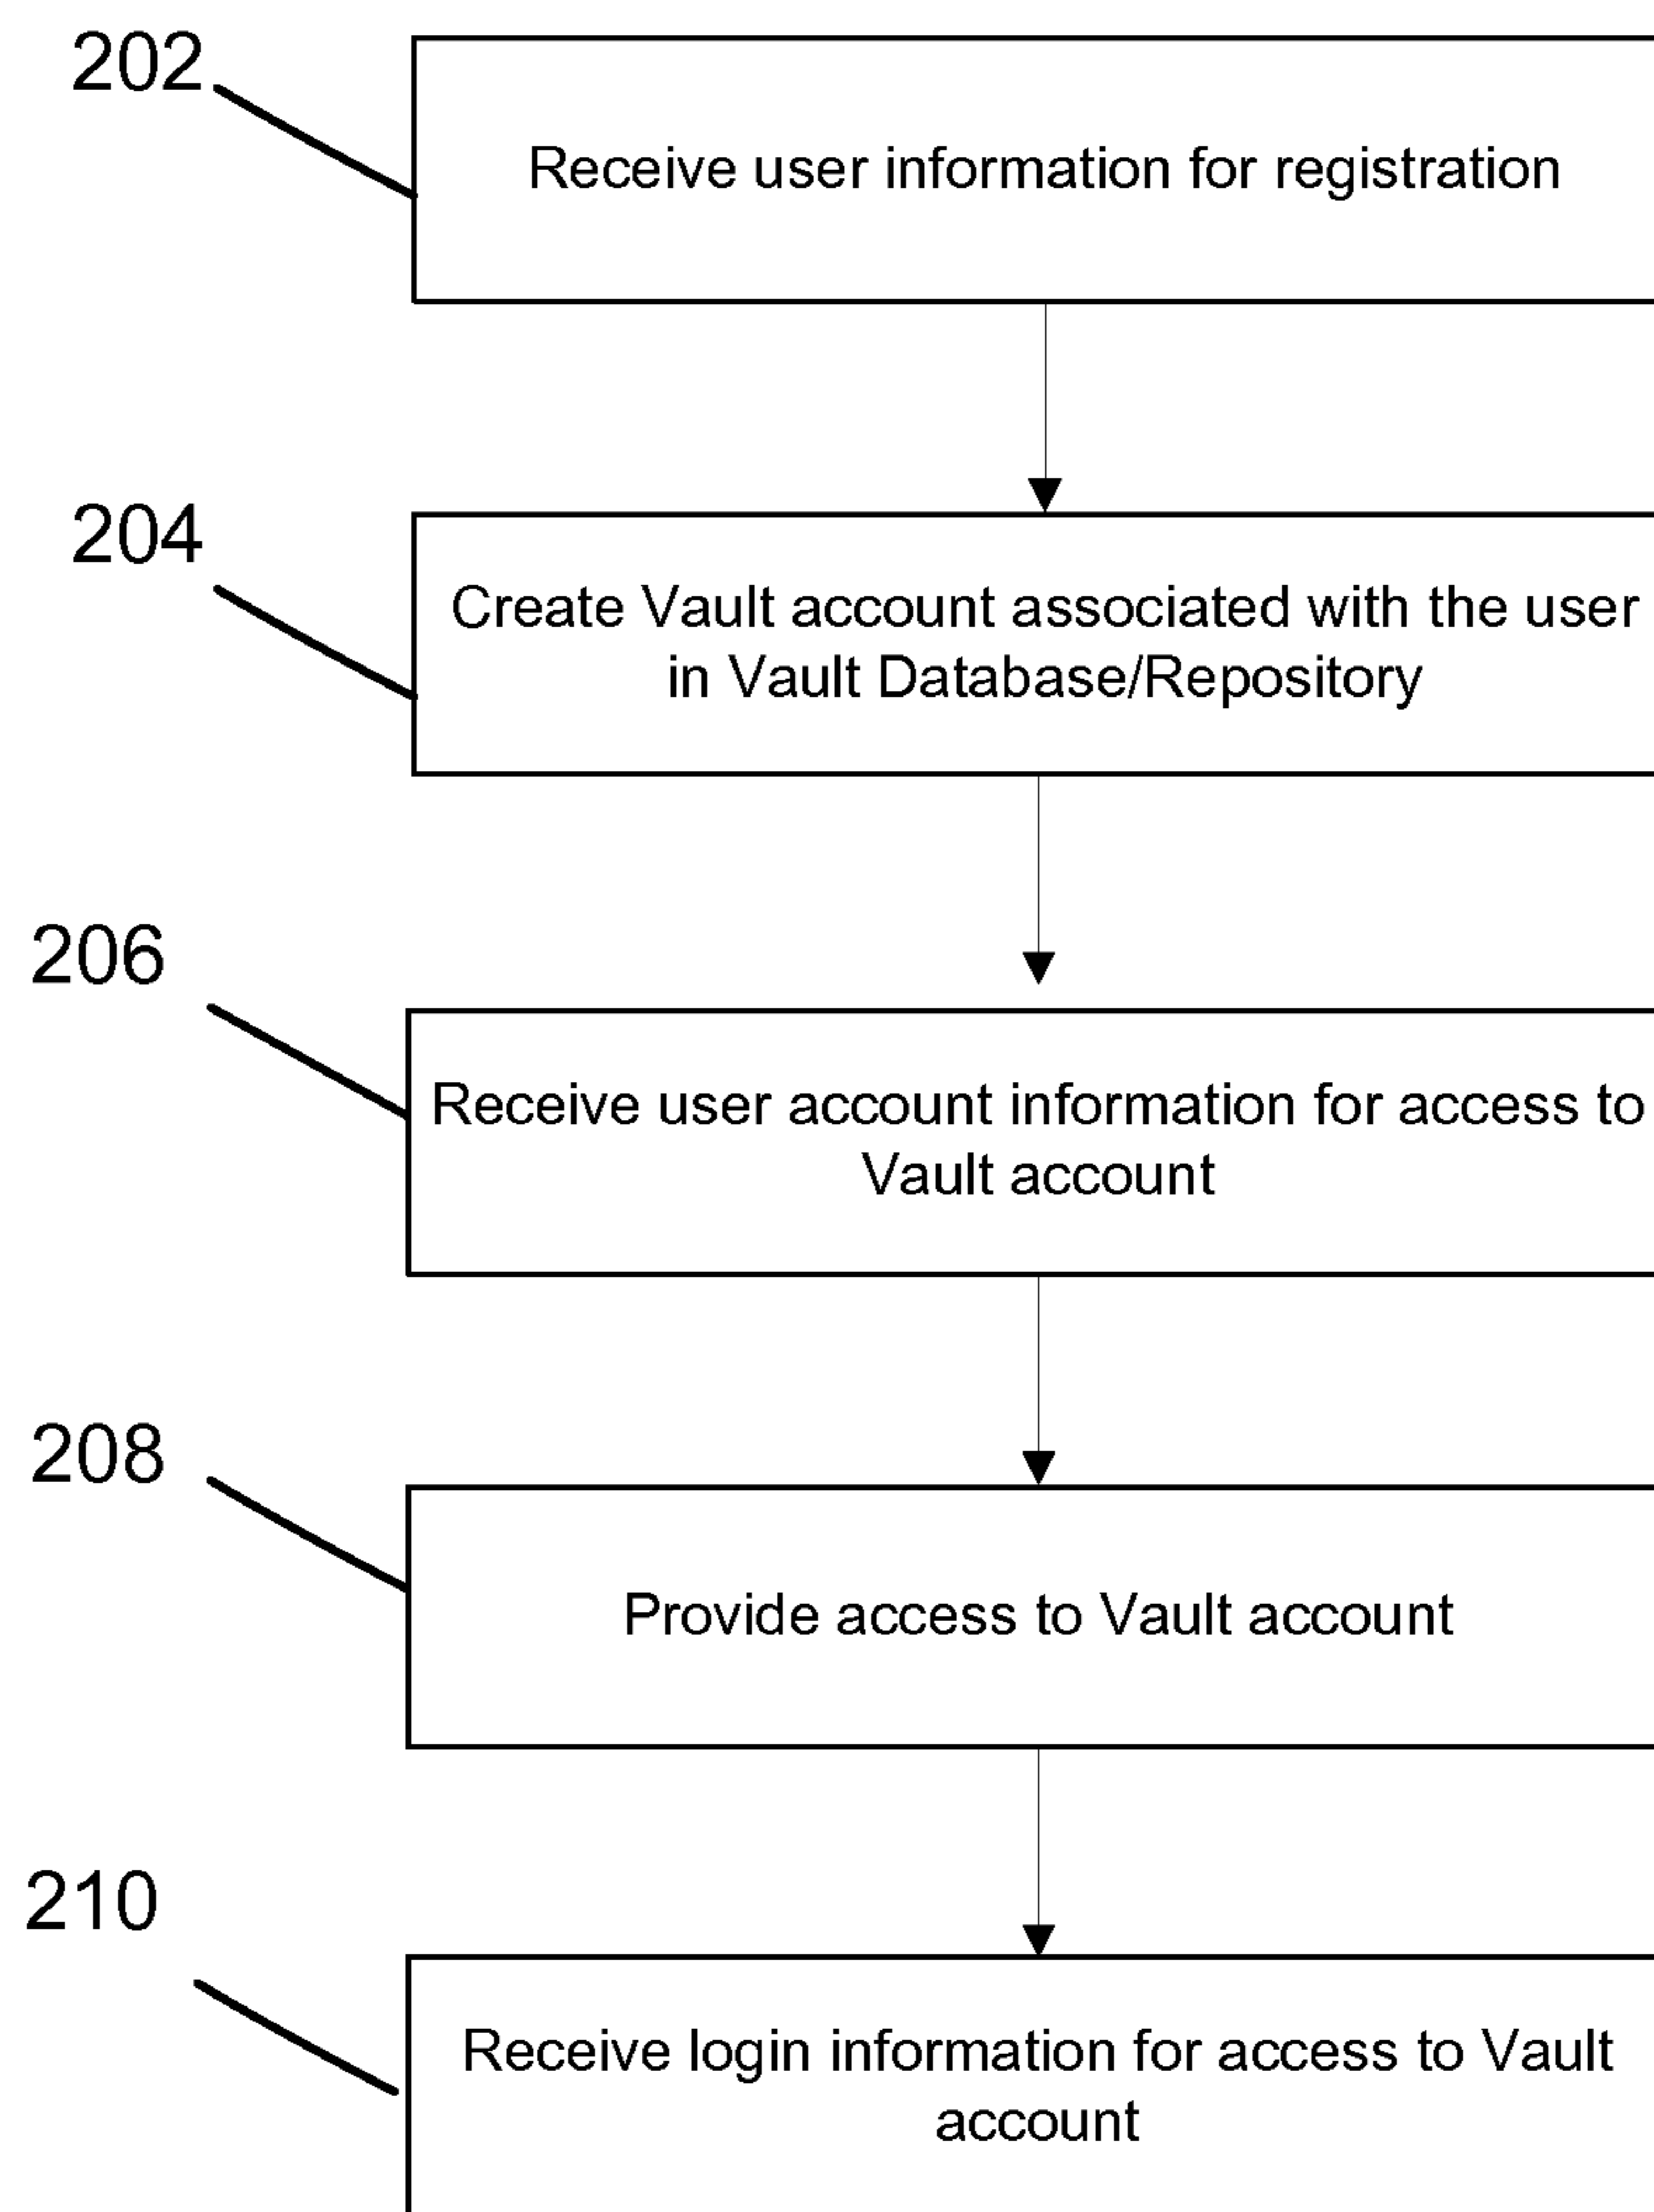 202
Receive user information for registration
204
Create Vault account associated with the user
in Vault Database/Repository
206
Receive user account information for access to
Vault account
208
Provide access to Vault account
210
Receive login information for access to Vault
account